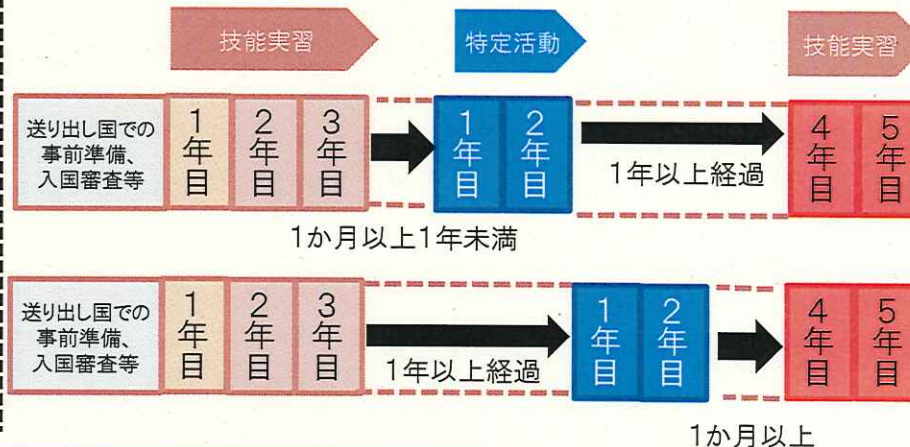 技能実習
特定活動
技能実習
送り出し国での
事前準備、
入国審査等
1年目
2年目
3年目
1年目
2年目
1年以上経過
4年目
5年目
1か月以上1年未満
送り出し国での
事前準備、
入国審査等
1年目
2年目
3年目
1年以上経過
1年目
2年目
4年目
5年目
1か月以上